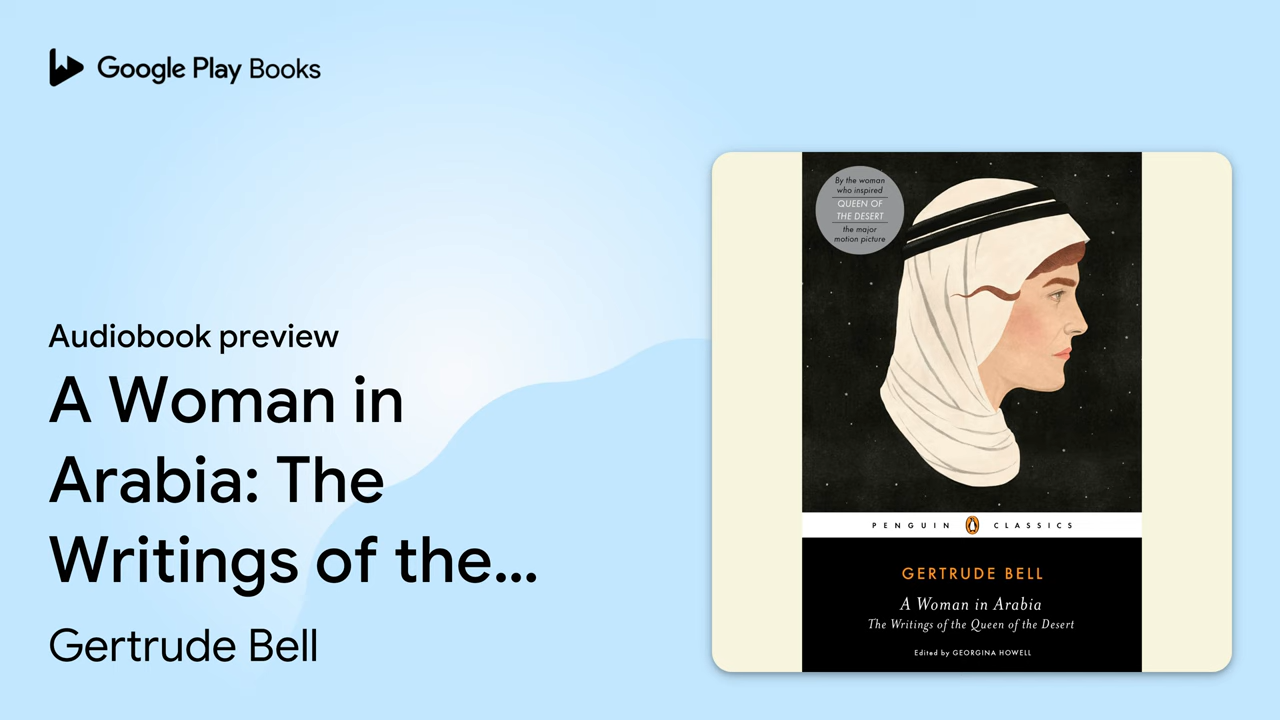 Google Play Books
Audiobook preview
A Woman in
Arabia: The
Writings of the...
Gertrude Bell
By the woman
who inspired
QUEEN OF
THE DESERT
the major
motion picture
PENGUIN CLASSICS
GERTRUDE BELL
A Woman in Arabia
The Writings of the Queen of the Desert
Edited by GEORGINA HOWELL